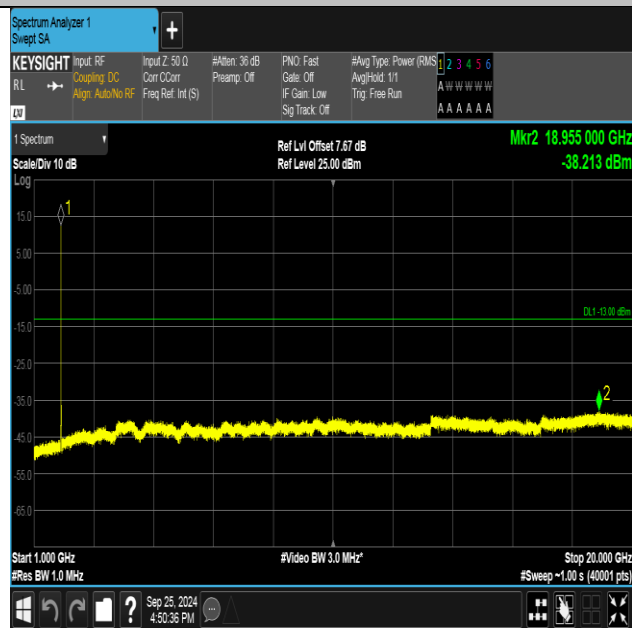 Spectrum Analyzer 1
Swept SA
+
KEYSIGHT Input: RF Input Z: 50 Ω #Atten: 36 dB PNO: Fast #Avg Type: Power (RMS 1 2 3 4 5 6
Coupling: DC Corr CCorr Preamp: Off Gate: Off Avg|Hold: 1/1 A W W W W W
RL Align: Auto/No RF Freq Ref: Int (S) IF Gain: Low Trig: Free Run
LXI Sig Track: Off A A A A A A
1 Spectrum Ref Lvl Offset 7.67 dB Mkr2 18.955 000 GHz
Scale/Div 10 dB Ref Level 25.00 dBm -38.213 dBm
Log
1
15.0
5.00
-5.00
DL1 -13.00 dBm
-15.0
-25.0
2
-35.0
-45.0
-55.0
-65.0
Start 1.000 GHz #Video BW 3.0 MHz* Stop 20.000 GHz
#Res BW 1.0 MHz #Sweep ~1.00 s (40001 pts)
? Sep 25, 2024
4:50:36 PM